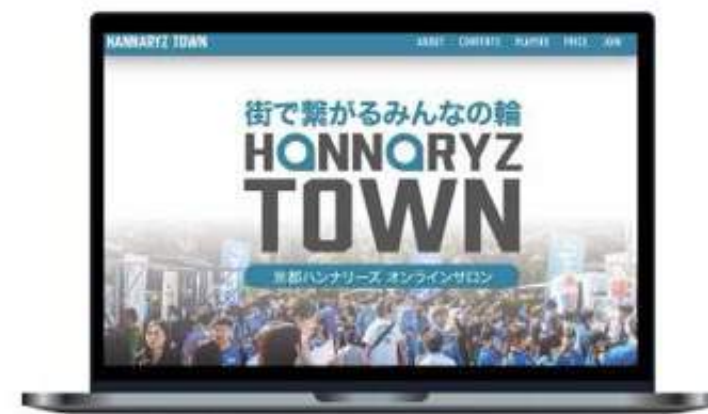 HANNARYZ TOWN
ABOUT CONTENTS PLAYERS PRICE JOIN
街で繋がるみんなの輪
HANNARYZ
TOWN
京都ハンナリーズ オンラインサロン